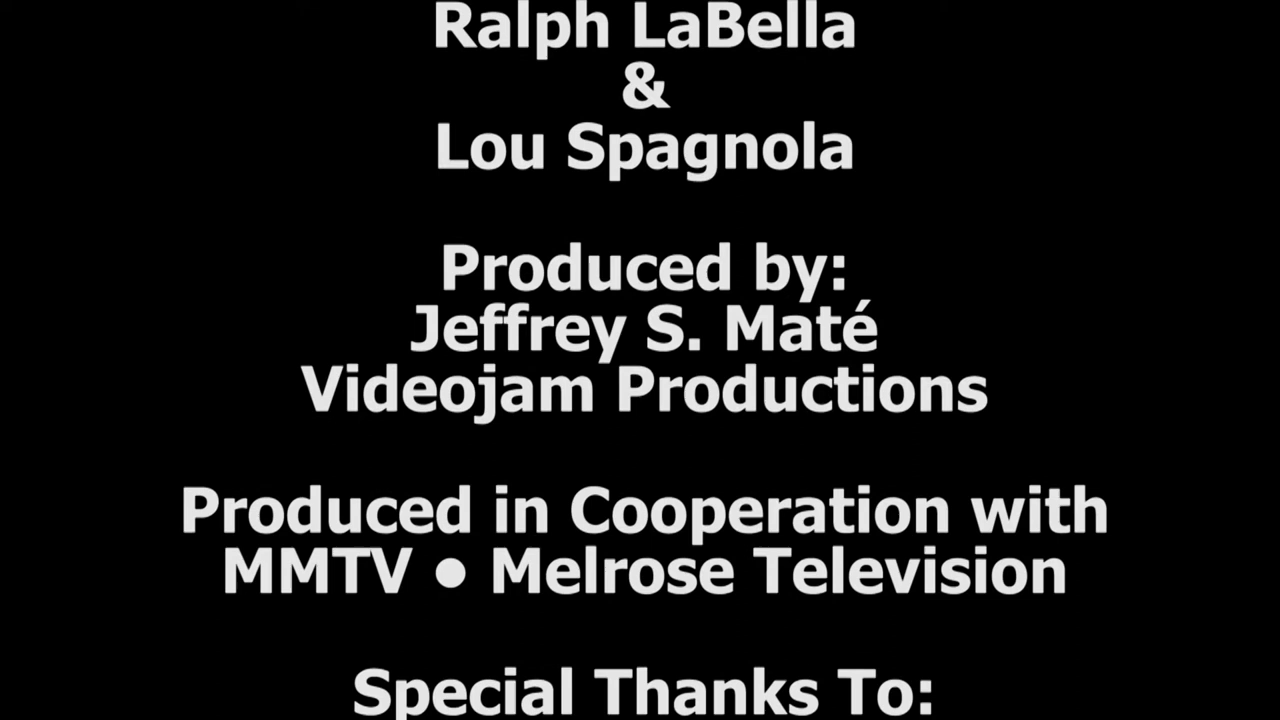 Ralph LaBella
&
Lou Spagnola
Produced by:
Jeffrey S. Maté
Videojam Productions
Produced in Cooperation with
MMTV ● Melrose Television
Special Thanks To: